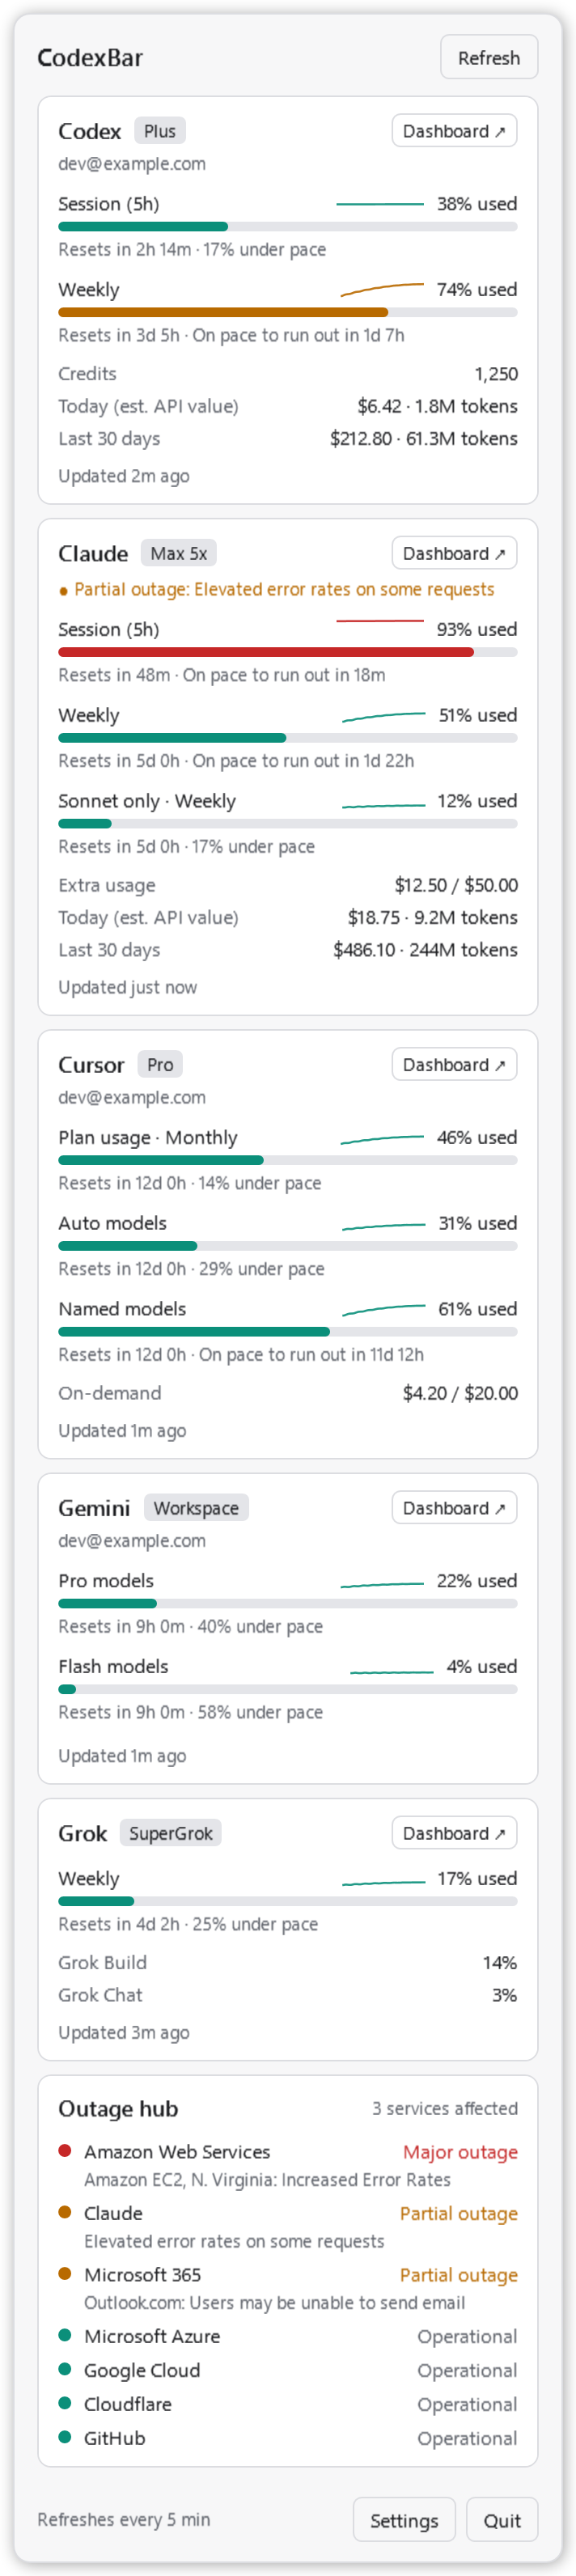 CodexBar Refresh
Codex Plus Dashboard ↗
dev@example.com
Session (5h) 38% used
Resets in 2h 14m · 17% under pace
Weekly 74% used
Resets in 3d 5h · On pace to run out in 1d 7h
Credits 1,250
Today (est. API value) $6.42 · 1.8M tokens
Last 30 days $212.80 · 61.3M tokens
Updated 2m ago
Claude Max 5x Dashboard ↗
● Partial outage: Elevated error rates on some requests
Session (5h) 93% used
Resets in 48m · On pace to run out in 18m
Weekly 51% used
Resets in 5d 0h · On pace to run out in 1d 22h
Sonnet only · Weekly 12% used
Resets in 5d 0h · 17% under pace
Extra usage $12.50 / $50.00
Today (est. API value) $18.75 · 9.2M tokens
Last 30 days $486.10 · 244M tokens
Updated just now
Cursor Pro Dashboard ↗
dev@example.com
Plan usage · Monthly 46% used
Resets in 12d 0h · 14% under pace
Auto models 31% used
Resets in 12d 0h · 29% under pace
Named models 61% used
Resets in 12d 0h · On pace to run out in 11d 12h
On-demand $4.20 / $20.00
Updated 1m ago
Gemini Workspace Dashboard ↗
dev@example.com
Pro models 22% used
Resets in 9h 0m · 40% under pace
Flash models 4% used
Resets in 9h 0m · 58% under pace
Updated 1m ago
Grok SuperGrok Dashboard ↗
Weekly 17% used
Resets in 4d 2h · 25% under pace
Grok Build 14%
Grok Chat 3%
Updated 3m ago
Outage hub 3 services affected
Amazon Web Services Major outage
Amazon EC2, N. Virginia: Increased Error Rates
Claude Partial outage
Elevated error rates on some requests
Microsoft 365 Partial outage
Outlook.com: Users may be unable to send email
Microsoft Azure Operational
Google Cloud Operational
Cloudflare Operational
GitHub Operational
Refreshes every 5 min Settings Quit